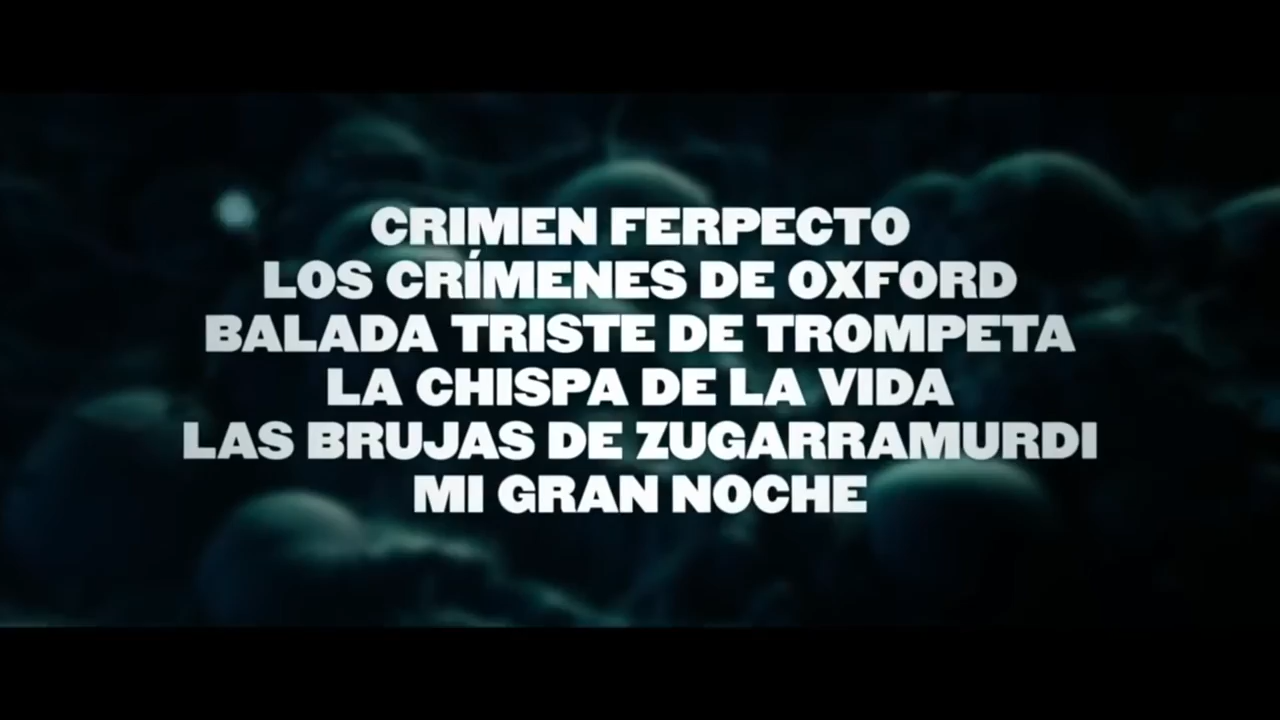 CRIMEN FERPECTO
LOS CRÍMENES DE OXFORD
BALADA TRISTE DE TROMPETA
LA CHISPA DE LA VIDA
LAS BRUJAS DE ZUGARRAMURDI
MI GRAN NOCHE